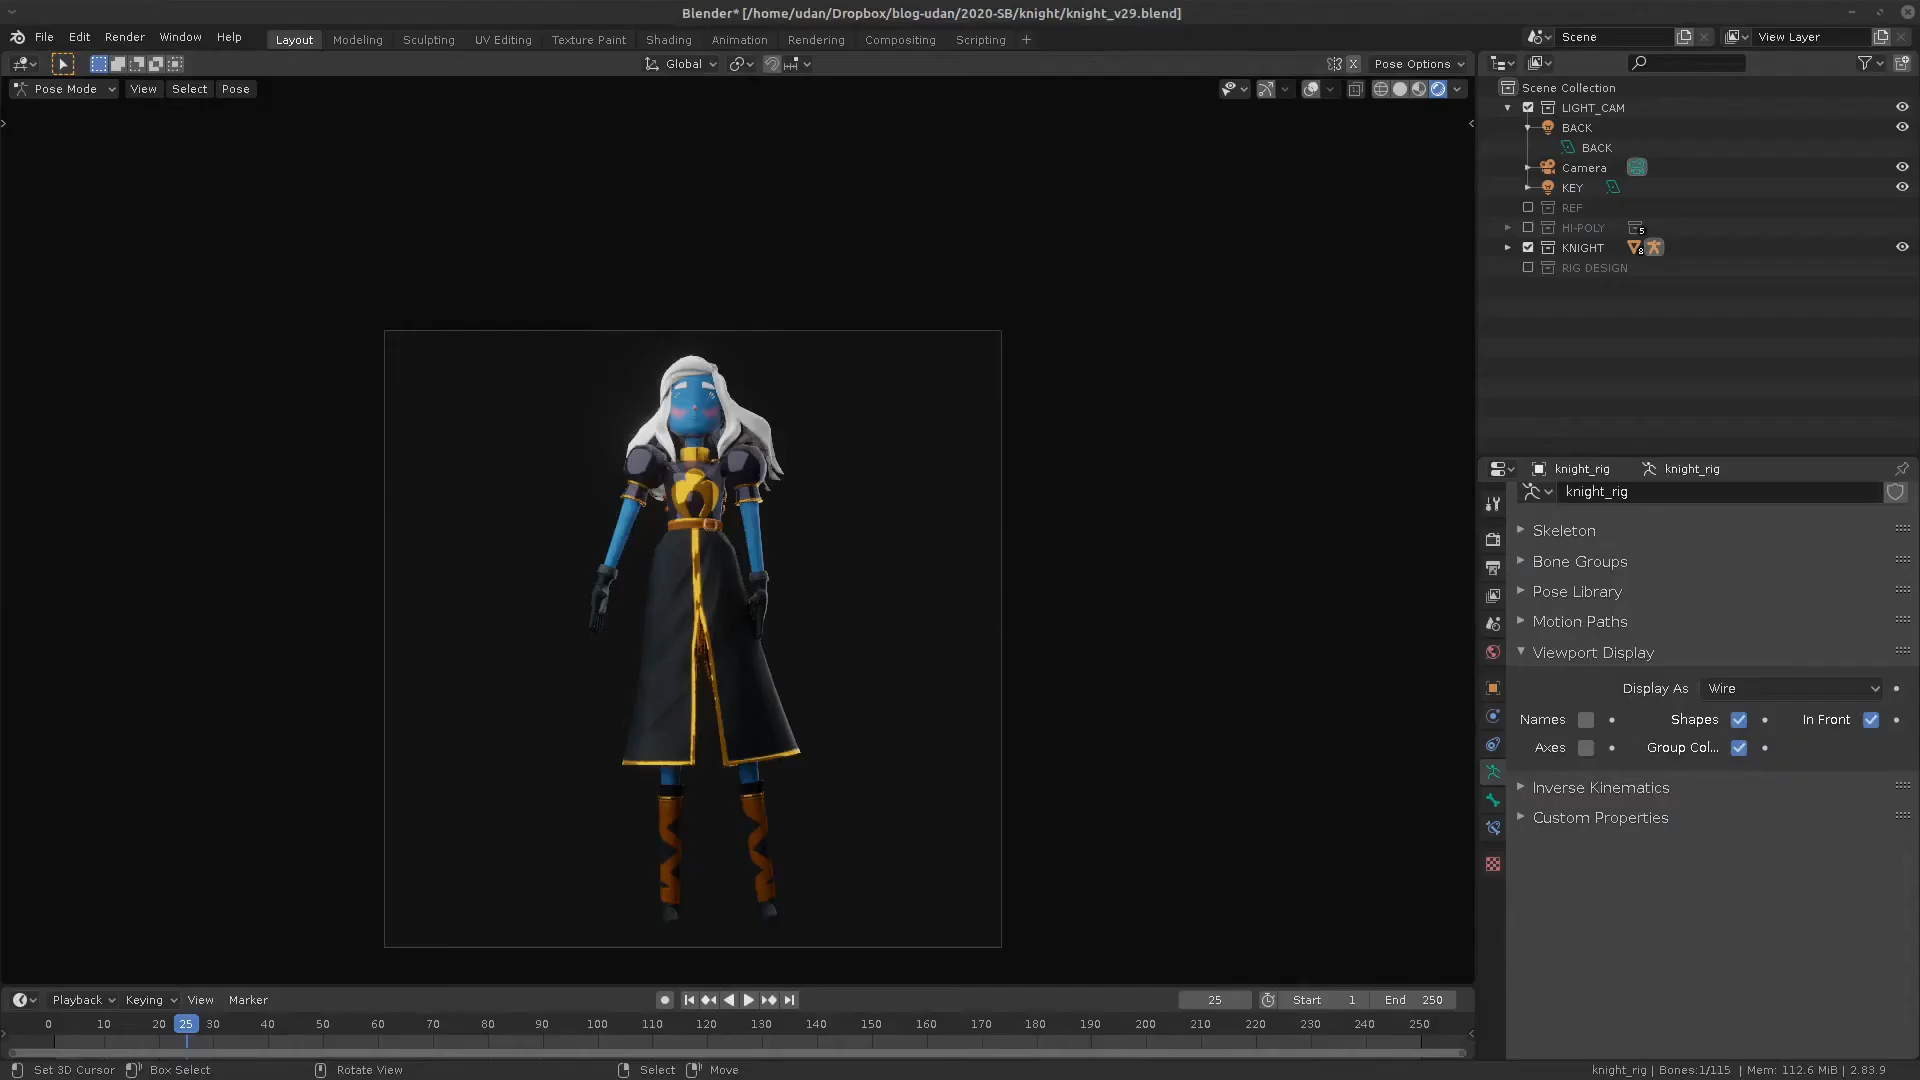 Blender* [/home/udan/Dropbox/blog-udan/2020-SB/knight/knight_v29.blend]
File Edit Render Window Help Layout Modeling Sculpting UV Editing Texture Paint Shading Animation Rendering Compositing Scripting + Scene View Layer
Global Pose Options
Pose Mode View Select Pose
Scene Collection
LIGHT_CAM
BACK
BACK
Camera
KEY
REF
HI-POLY 5
KNIGHT 8
RIG DESIGN
knight_rig knight_rig
knight_rig
Skeleton
Bone Groups
Pose Library
Motion Paths
Viewport Display
Display As Wire
Names Shapes In Front
Axes Group Col...
Inverse Kinematics
Custom Properties
Playback Keying View Marker 25 Start 1 End 250
0 10 20 25 30 40 50 60 70 80 90 100 110 120 130 140 150 160 170 180 190 200 210 220 230 240 250
Set 3D Cursor Box Select Rotate View Select Move knight_rig | Bones:1/115 | Mem: 112.6 MiB | 2.83.9